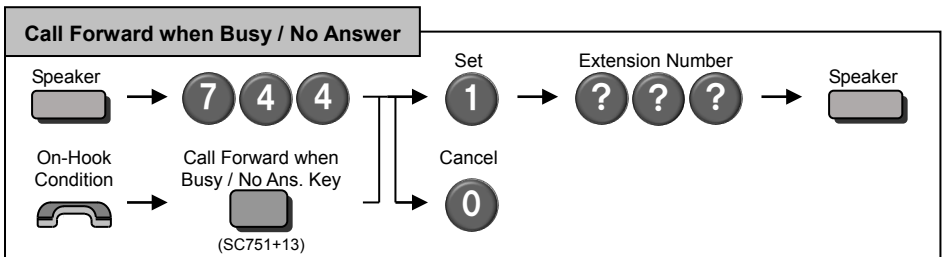 Call Forward when Busy / No Answer
Speaker
7 4 4
Set
1
Extension Number
? ? ?
Speaker
On-Hook
Condition
Call Forward when
Busy / No Ans. Key
(SC751+13)
Cancel
0